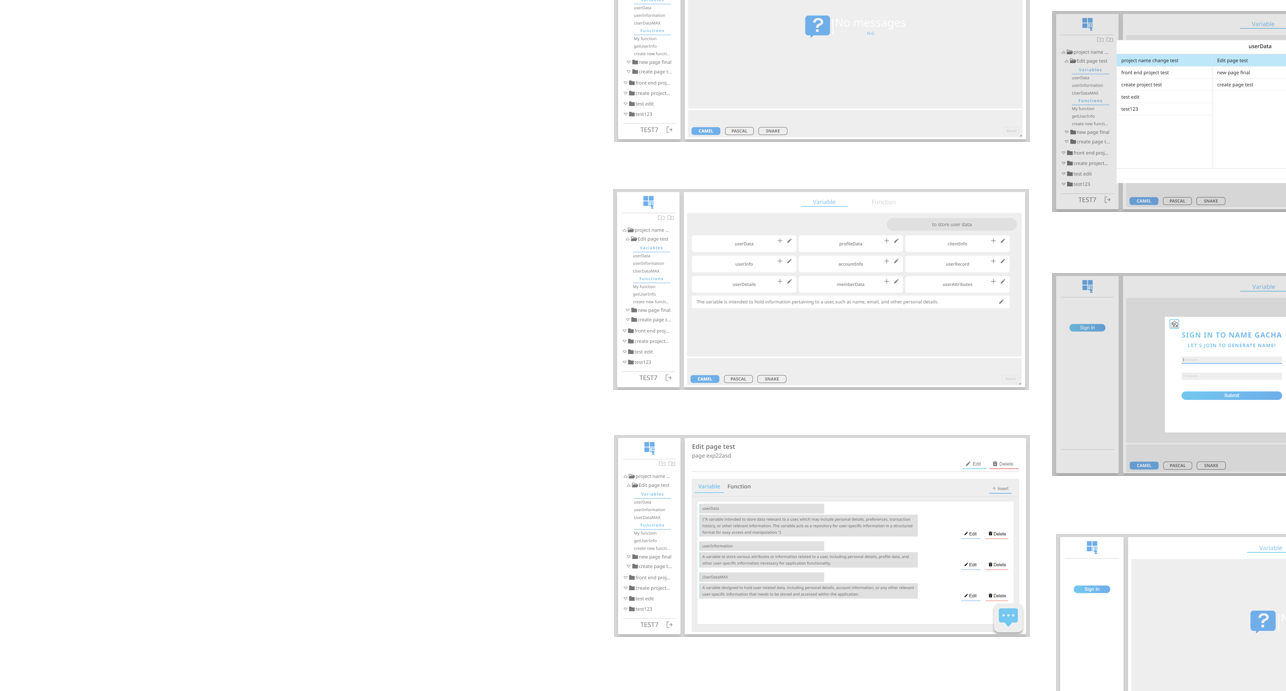 Variables
userData
userInformation
UserDataMAX
Functions
My function
getUserInfo
create new functi...
new page final
create page t...
front end proj...
create project...
test edit
test123
TEST7
No messages
CAMEL
PASCAL
SNAKE
project name ...
Edit page test
Variables
userData
userInformation
UserDataMAX
Functions
My function
getUserInfo
create new functi...
new page final
create page t...
front end proj...
create project...
test edit
test123
TEST7
Variable
Function
to store user data
userData
profileData
clientInfo
userInfo
accountInfo
userRecord
userDetails
memberData
userAttributes
The variable is intended to hold information pertaining to a user, such as name, email, and other personal details.
CAMEL
PASCAL
SNAKE
project name ...
Edit page test
Variables
userData
userInformation
UserDataMAX
Functions
My function
getUserInfo
create new functi...
new page final
create page t...
front end proj...
create project...
test edit
test123
TEST7
Edit page test
page exp22asd
Edit
Delete
Variable
Function
+ Insert
userData
{"A variable intended to store data relevant to a user, which may include personal details, preferences, transaction
history, or other relevant information. The variable acts as a repository for user-specific information in a structured
format for easy access and manipulation."}
Edit
Delete
userInformation
A variable to store various attributes or information related to a user, including personal details, profile data, and
other user-specific information necessary for application functionality.
Edit
Delete
UserDataMAX
A variable designed to hold user-related data, including personal details, account information, or any other relevant
user-specific information that needs to be stored and accessed within the application.
Edit
Delete
project name ...
Edit page test
Variables
userData
userInformation
UserDataMAX
Functions
My function
getUserInfo
create new functi...
new page final
create page t...
front end proj...
create project...
test edit
test123
TEST7
Variable
userData
project name change test
Edit page test
front end project test
new page final
create project test
create page test
test edit
test123
CAMEL
PASCAL
SNAKE
Sign In
Variable
SIGN IN TO NAME GACHA
LET'S JOIN TO GENERATE NAME!
Submit
CAMEL
PASCAL
SNAKE
Sign In
Variable